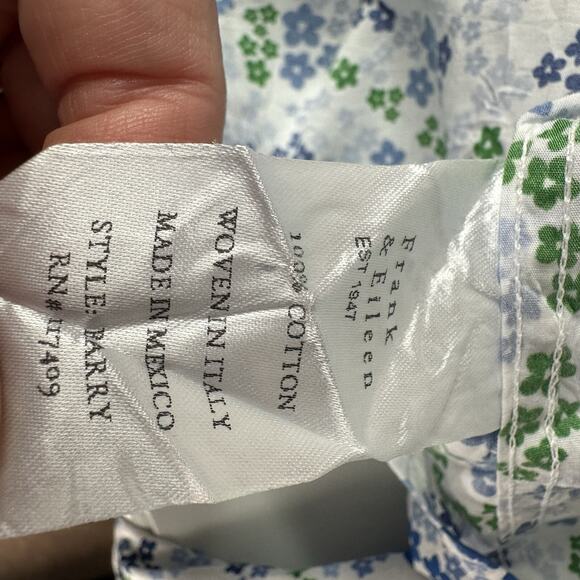 Frank
& Eileen
EST 1947
100% COTTON
WOVEN IN ITALY
MADE IN MEXICO
STYLE: BARRY
RN# 117409